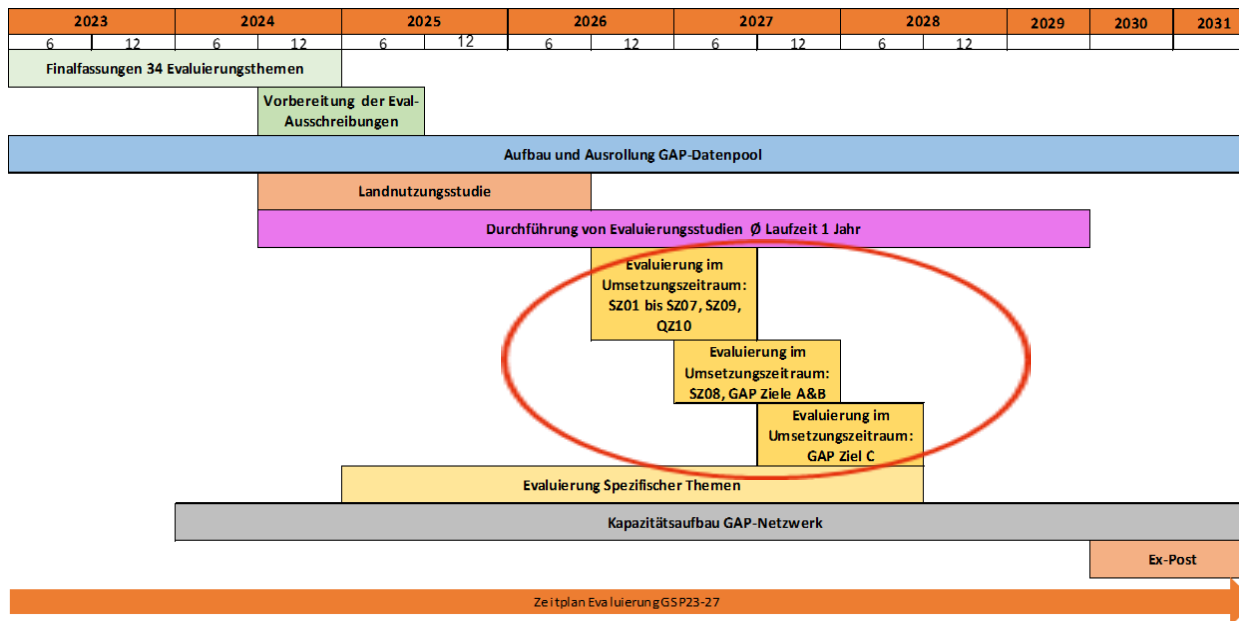 2023 2024 2025 2026 2027 2028 2029 2030 2031
6 12 6 12 6 12 6 12 6 12 6 12
Finalfassungen 34 Evaluierungsthemen
Vorbereitung der Eval-
Ausschreibungen
Aufbau und Ausrollung GAP-Datenpool
Landnutzungsstudie
Durchführung von Evaluierungsstudien Ø Laufzeit 1 Jahr
Evaluierung im
Umsetzungszeitraum:
SZ01 bis SZ07, SZ09,
QZ10
Evaluierung im
Umsetzungszeitraum:
SZ08, GAP Ziele A&B
Evaluierung im
Umsetzungszeitraum:
GAP Ziel C
Evaluierung Spezifischer Themen
Kapazitätsaufbau GAP-Netzwerk
Ex-Post
Zeitplan Evaluierung GSP23-27